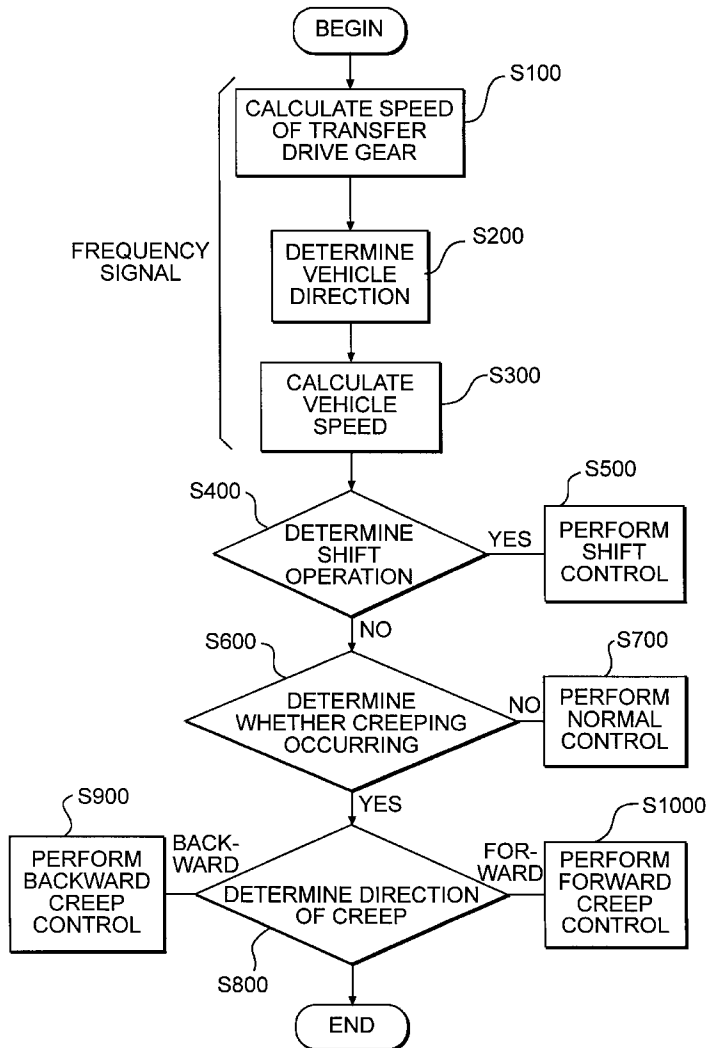 BEGIN
S100
CALCULATE SPEED
OF TRANSFER
DRIVE GEAR
FREQUENCY
SIGNAL
S200
DETERMINE
VEHICLE
DIRECTION
S300
CALCULATE
VEHICLE
SPEED
S400
DETERMINE
SHIFT
OPERATION
YES
S500
PERFORM
SHIFT
CONTROL
NO
S600
DETERMINE
WHETHER CREEPING
OCCURRING
NO
S700
PERFORM
NORMAL
CONTROL
YES
S900
PERFORM
BACKWARD
CREEP
CONTROL
BACK-
WARD
DETERMINE DIRECTION
OF CREEP
S800
FOR-
WARD
S1000
PERFORM
FORWARD
CREEP
CONTROL
END